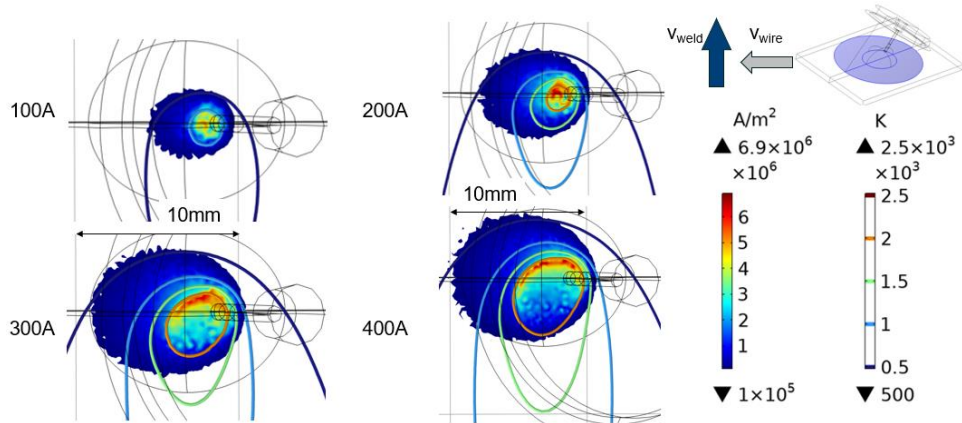 100A
200A
v_weld
v_wire
10mm
10mm
300A
400A
A/m²
▲ 6.9×10⁶
×10⁶
6
5
4
3
2
1
▼ 1×10⁵
K
▲ 2.5×10³
×10³
2.5
2
1.5
1
0.5
▼ 500